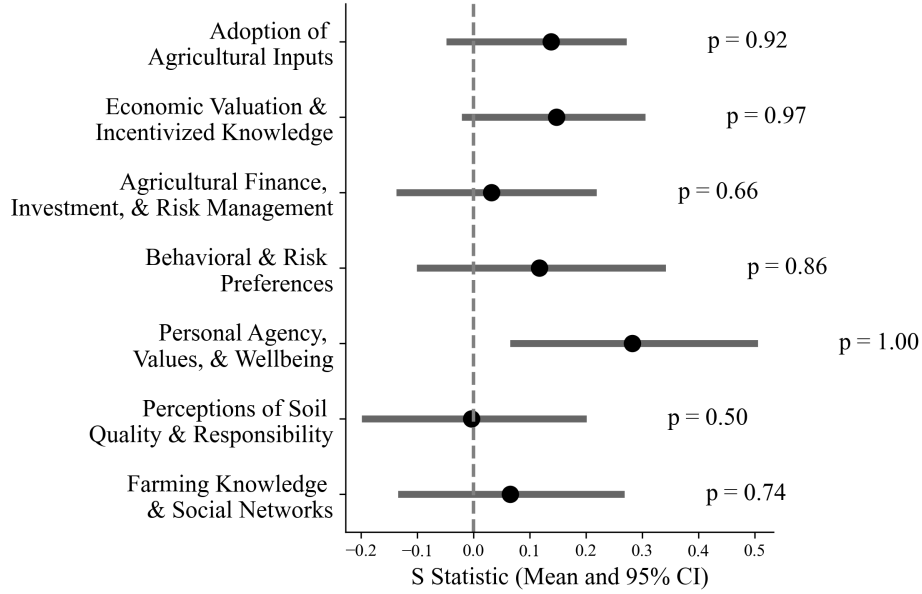 Adoption of
Agricultural Inputs
p = 0.92
Economic Valuation &
Incentivized Knowledge
p = 0.97
Agricultural Finance,
Investment, & Risk Management
p = 0.66
Behavioral & Risk
Preferences
p = 0.86
Personal Agency,
Values, & Wellbeing
p = 1.00
Perceptions of Soil
Quality & Responsibility
p = 0.50
Farming Knowledge
& Social Networks
p = 0.74
−0.2 −0.1 0.0 0.1 0.2 0.3 0.4 0.5
S Statistic (Mean and 95% CI)